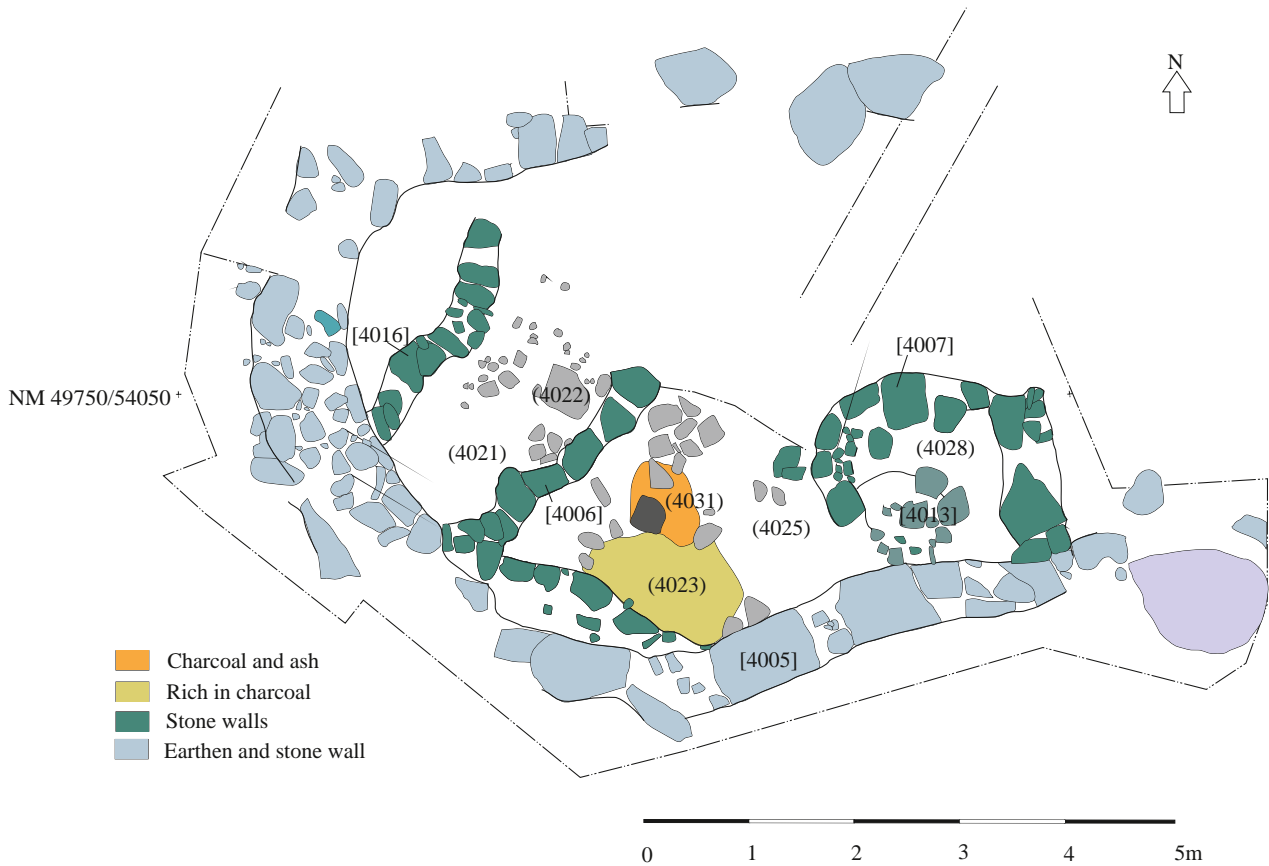 N
[4016]
[4007]
NM 49750/54050
(4022)
(4021)
(4028)
[4006]
(4031)
(4025)
[4013]
(4023)
[4005]
Charcoal and ash
Rich in charcoal
Stone walls
Earthen and stone wall
0 1 2 3 4 5m